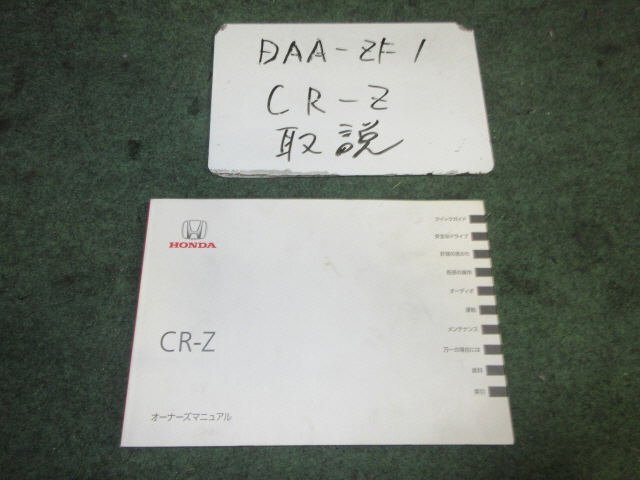 DAA-ZF1
CR-Z
取説
HONDA
クイックガイド
安全なドライブ
計器の見かた
各部の操作
オーディオ
運転
メンテナンス
万一の場合には
資料
索引
CR-Z
オーナーズマニュアル